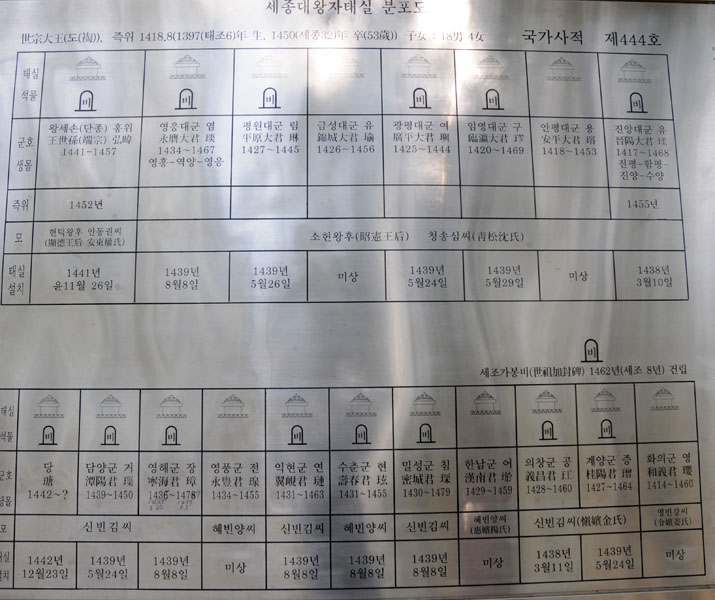 세종대왕자태실 분포도
世宗大王(도(祹)), 즉위 1418.8(1397(태조6)年 生, 1450(세종32)年 卒(53歲)) 子女 : 18男 4女 국가사적 제444호
태실 석물 비 비 비 비 비 비
군호 생몰
왕세손(단종) 홍위
王世孫(端宗) 弘暐
1441~1457
영응대군 염
永膺大君 琰
1434~1467
영흥-역양-영응
평원대군 림
平原大君 琳
1427~1445
금성대군 유
錦城大君 瑜
1426~1456
광평대군 여
廣平大君 璵
1425~1444
임영대군 구
臨瀛大君 璆
1420~1469
안평대군 용
安平大君 瑢
1418~1453
진양대군 유
晉陽大君 瑈
1417~1468
진평-함평-
진양-수양
즉위 1452년 1455년
모
현덕왕후 안동권씨
(顯德王后 安東權氏)
소헌왕후(昭憲王后) 청송심씨(靑松沈氏)
태실 설치
1441년
윤11월 26일
1439년
8월8일
1439년
5월26일
미상
1439년
5월24일
1439년
5월29일
미상
1438년
3월10일
비
세조가봉비(世祖加封碑) 1462년(세조 8년) 건립
태실 석물 비 비 비 비 비 비 비 비
군호 생몰
당
瑭
1442~?
담양군 거
潭陽君 璖
1439~1450
영해군 장
寧海君 璋
영풍군 전
永豊君 瑔
1434~1455
익현군 연
翼峴君 璉
1431~1463
수춘군 현
壽春君 玹
1431~1455
밀성군 침
密城君 琛
1430~1479
한남군 어
漢南君 𤥽
1429~1459
의창군 공
義昌君 玒
1428~1460
계양군 증
桂陽君 璔
1427~1464
화의군 영
和義君 瓔
1414~1460
모
신빈김씨
혜빈양씨
신빈김씨
혜빈양씨
신빈김씨
혜빈양씨
(惠嬪楊氏)
신빈김씨(愼嬪金氏)
영빈강씨
(令嬪姜氏)
태실 설치
1442년
12월23일
1439년
5월24일
1439년
8월8일
미상
1439년
8월8일
1439년
8월8일
1439년
8월8일
미상
1438년
3월11일
1439년
5월24일
미상